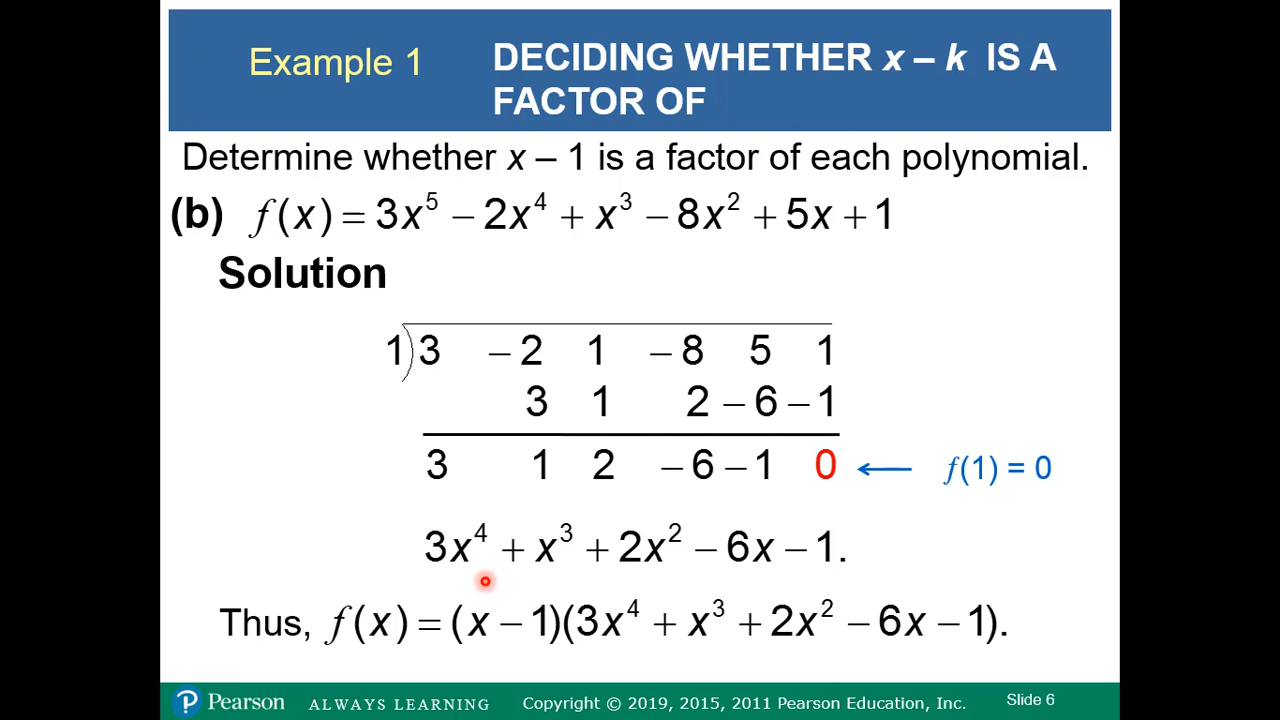 Example 1
DECIDING WHETHER x – k IS A
FACTOR OF
Determine whether x – 1 is a factor of each polynomial.
(b) f(x) = 3x⁵ − 2x⁴ + x³ − 8x² + 5x + 1
Solution
1)3 −2 1 −8 5 1
3 1 2 −6 −1
3 1 2 −6 −1 0 ← f(1) = 0
3x⁴ + x³ + 2x² − 6x − 1.
Thus, f(x) = (x − 1)(3x⁴ + x³ + 2x² − 6x − 1).
P Pearson ALWAYS LEARNING Copyright © 2019, 2015, 2011 Pearson Education, Inc. Slide 6